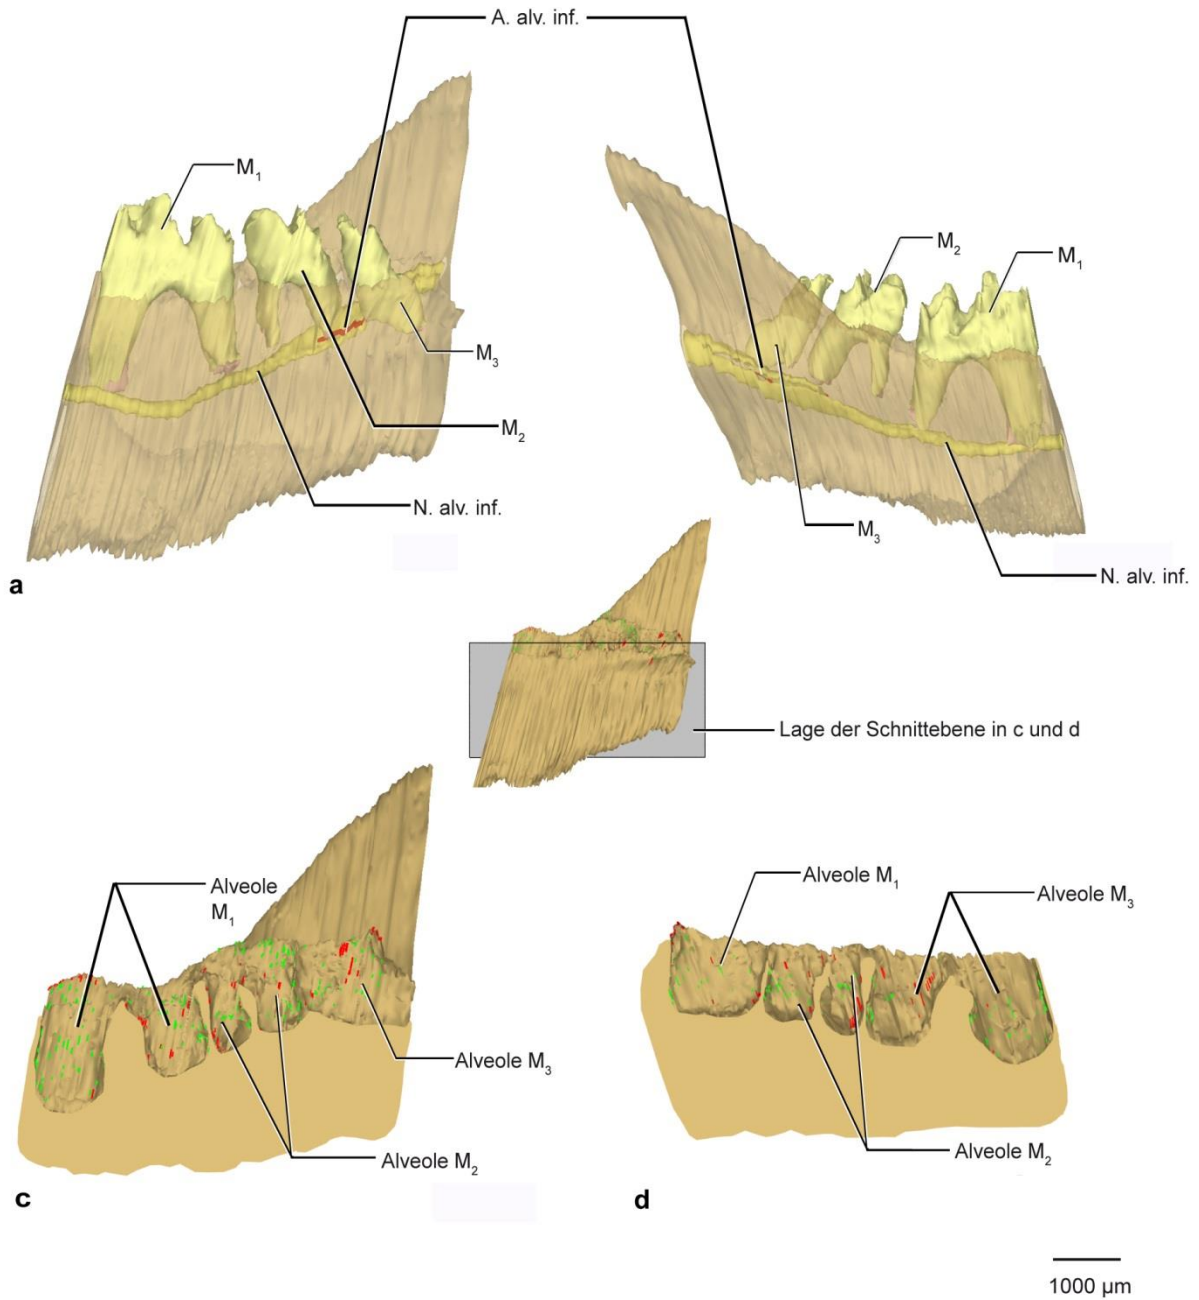 A. alv. inf.
M₁
M₂
M₁
M₃
M₂
N. alv. inf.
M₃
N. alv. inf.
a
Lage der Schnittebene in c und d
Alveole
M₁
Alveole M₁
Alveole M₃
Alveole M₃
Alveole M₂
Alveole M₂
c
d
1000 µm